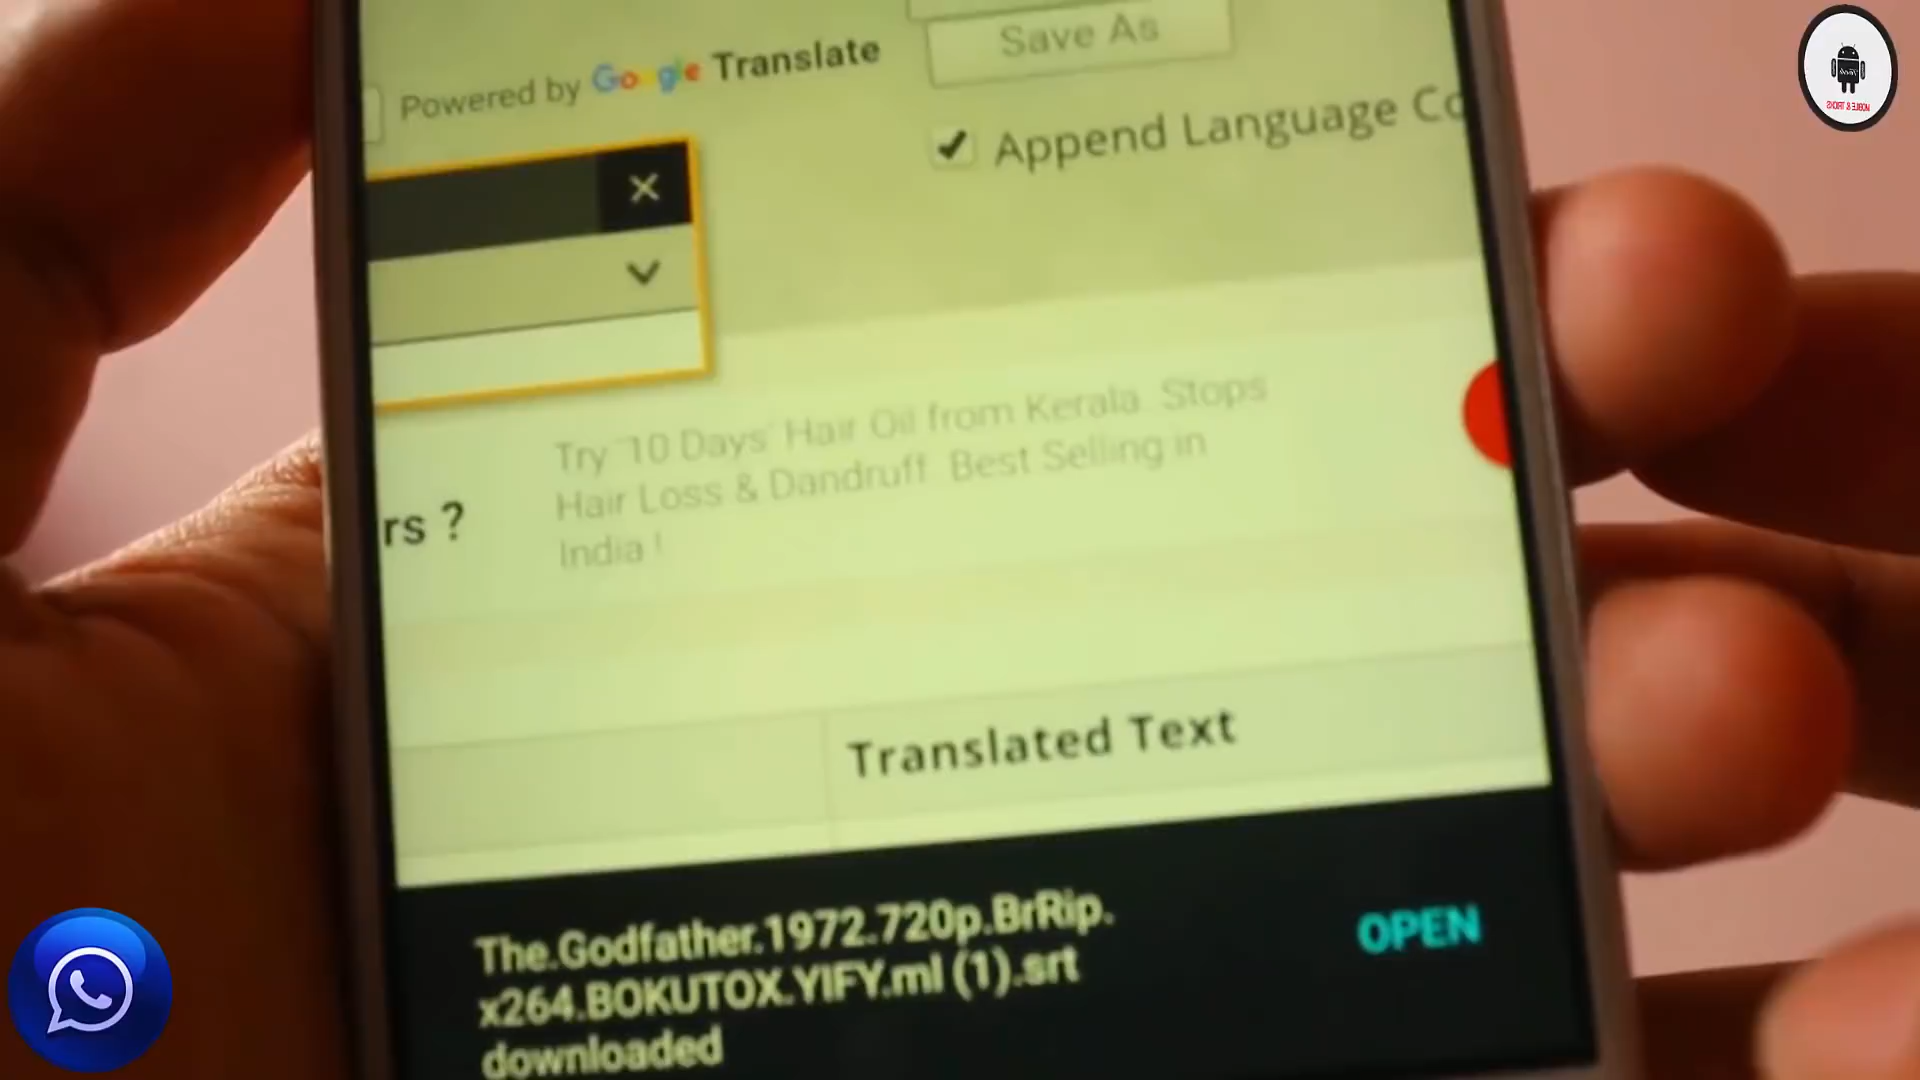 Save As
Powered by Google Translate
Append Language Co
Try '10 Days' Hair Oil from Kerala. Stops
Hair Loss & Dandruff. Best Selling in
India !
rs ?
Translated Text
The.Godfather.1972.720p.BrRip.
x264.BOKUTOX.YIFY.ml (1).srt
downloaded
OPEN